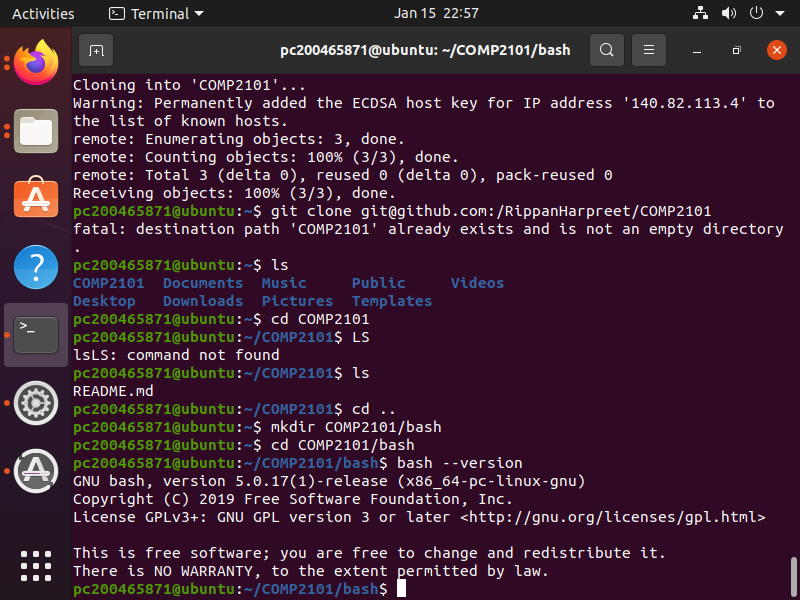 Activities Terminal Jan 15 22:57
pc200465871@ubuntu: ~/COMP2101/bash
Cloning into 'COMP2101'...
Warning: Permanently added the ECDSA host key for IP address '140.82.113.4' to
the list of known hosts.
remote: Enumerating objects: 3, done.
remote: Counting objects: 100% (3/3), done.
remote: Total 3 (delta 0), reused 0 (delta 0), pack-reused 0
Receiving objects: 100% (3/3), done.
pc200465871@ubuntu:~$ git clone git@github.com:/RippanHarpreet/COMP2101
fatal: destination path 'COMP2101' already exists and is not an empty directory
.
pc200465871@ubuntu:~$ ls
COMP2101  Documents  Music     Public     Videos
Desktop   Downloads  Pictures  Templates
pc200465871@ubuntu:~$ cd COMP2101
pc200465871@ubuntu:~/COMP2101$ LS
lsLS: command not found
pc200465871@ubuntu:~/COMP2101$ ls
README.md
pc200465871@ubuntu:~/COMP2101$ cd ..
pc200465871@ubuntu:~$ mkdir COMP2101/bash
pc200465871@ubuntu:~$ cd COMP2101/bash
pc200465871@ubuntu:~/COMP2101/bash$ bash --version
GNU bash, version 5.0.17(1)-release (x86_64-pc-linux-gnu)
Copyright (C) 2019 Free Software Foundation, Inc.
License GPLv3+: GNU GPL version 3 or later <http://gnu.org/licenses/gpl.html>

This is free software; you are free to change and redistribute it.
There is NO WARRANTY, to the extent permitted by law.
pc200465871@ubuntu:~/COMP2101/bash$